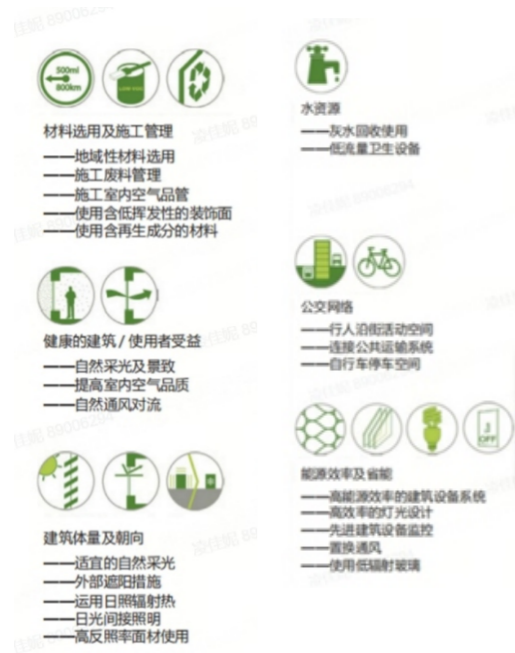 500ml
800km
LOW VOC
材料选用及施工管理
——地域性材料选用
——施工废料管理
——施工室内空气品管
——使用含低挥发性的装饰面
——使用含再生成分的材料
健康的建筑 / 使用者受益
——自然采光及景致
——提高室内空气品质
——自然通风对流
建筑体量及朝向
——适宜的自然采光
——外部遮阳措施
——运用日照辐射热
——日光间接照明
——高反照率面材使用
水资源
——灰水回收使用
——低流量卫生设备
公交网络
——行人沿街活动空间
——连接公共运输系统
——自行车停车空间
OFF
能源效率及省能
——高能源效率的建筑设备系统
——高效率的灯光设计
——先进建筑设备监控
——置换通风
——使用低辐射玻璃